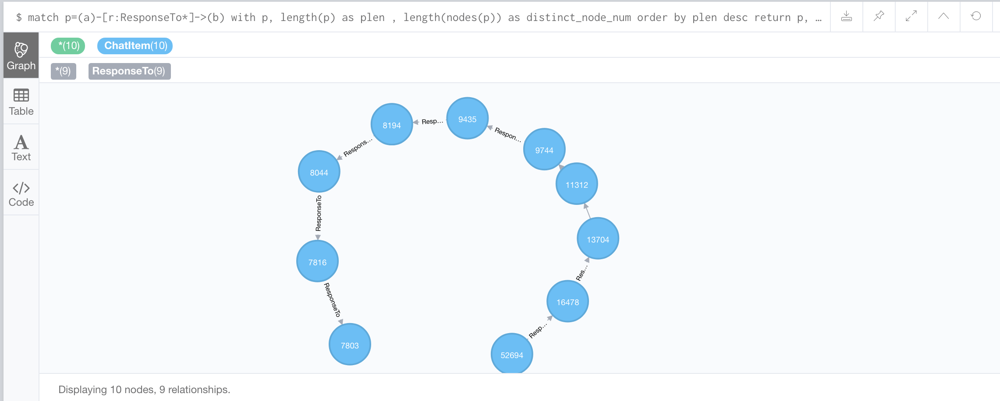 $ match p=(a)-[r:ResponseTo*]->(b) with p, length(p) as plen , length(nodes(p)) as distinct_node_num order by plen desc return p, …
*(10) ChatItem(10)
Graph
*(9) ResponseTo(9)
Table
Text
Code
9435
8194
Resp…
Respon…
9744
Respons…
8044
11312
ResponseTo
13704
7816
Res…
ResponseTo
16478
Resp…
7803
52694
Displaying 10 nodes, 9 relationships.